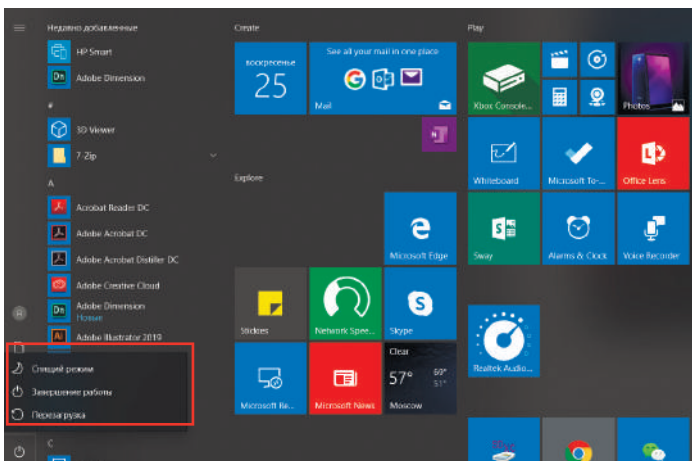 Недавно добавленные
HP Smart
Adobe Dimension
#
3D Viewer
7-Zip
A
Acrobat Reader DC
Adobe Acrobat DC
Adobe Acrobat Distiller DC
Adobe Creative Cloud
Adobe Dimension
Новые
Adobe Illustrator 2019
Спящий режим
Завершение работы
Перезагрузка
C
Create
воскресенье
25
See all your mail in one place
Mail
Explore
Microsoft Edge
Stickies
Network Spee...
Skype
Microsoft Re...
Microsoft News
Clear
57°
60°
51°
Moscow
Play
Xbox Console...
Photos
Whiteboard
Microsoft To-...
Office Lens
Sway
Alarms & Clock
Voice Recorder
Realtek Audio...